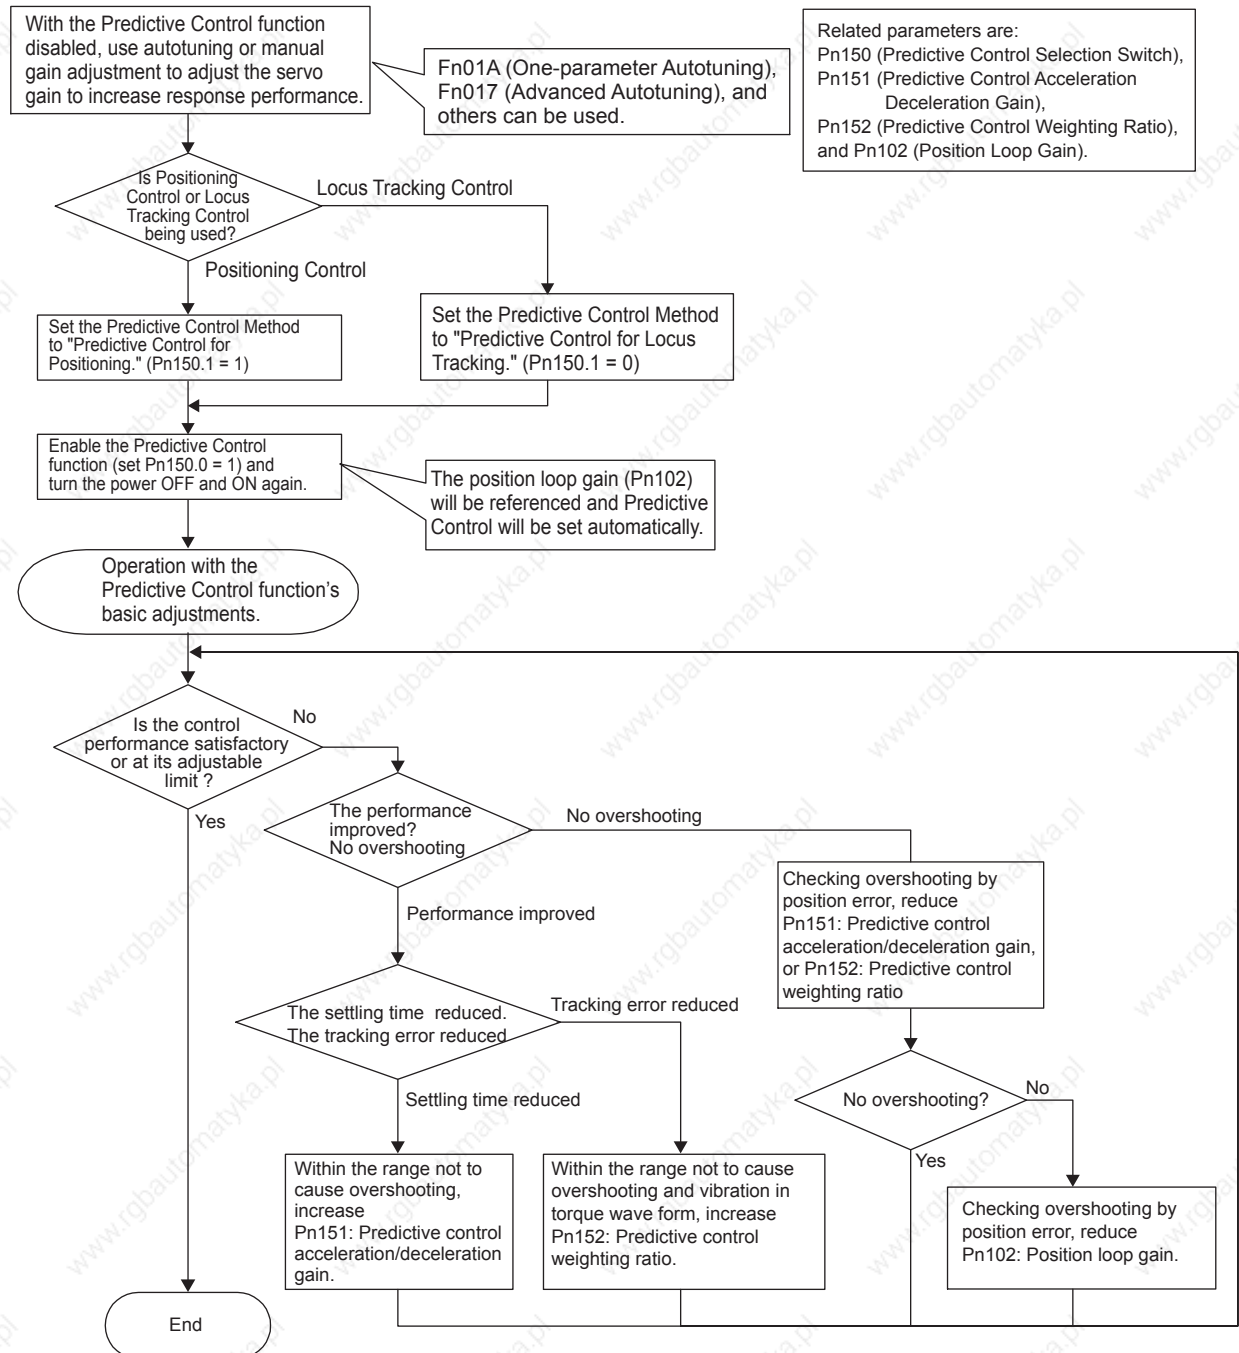 With the Predictive Control function
disabled, use autotuning or manual
gain adjustment to adjust the servo
gain to increase response performance.
Fn01A (One-parameter Autotuning),
Fn017 (Advanced Autotuning), and
others can be used.
Related parameters are:
Pn150 (Predictive Control Selection Switch),
Pn151 (Predictive Control Acceleration
Deceleration Gain),
Pn152 (Predictive Control Weighting Ratio),
and Pn102 (Position Loop Gain).
Is Positioning
Control or Locus
Tracking Control
being used?
Locus Tracking Control
Positioning Control
Set the Predictive Control Method
to "Predictive Control for
Positioning." (Pn150.1 = 1)
Set the Predictive Control Method
to "Predictive Control for Locus
Tracking." (Pn150.1 = 0)
Enable the Predictive Control
function (set Pn150.0 = 1) and
turn the power OFF and ON again.
The position loop gain (Pn102)
will be referenced and Predictive
Control will be set automatically.
Operation with the
Predictive Control function's
basic adjustments.
Is the control
performance satisfactory
or at its adjustable
limit ?
No
Yes
The performance
improved?
No overshooting
No overshooting
Performance improved
Checking overshooting by
position error, reduce
Pn151: Predictive control
acceleration/deceleration gain,
or Pn152: Predictive control
weighting ratio
The settling time reduced.
The tracking error reduced
Tracking error reduced
Settling time reduced
No overshooting?
No
Yes
Within the range not to
cause overshooting,
increase
Pn151: Predictive control
acceleration/deceleration
gain.
Within the range not to cause
overshooting and vibration in
torque wave form, increase
Pn152: Predictive control
weighting ratio.
Checking overshooting by
position error, reduce
Pn102: Position loop gain.
End
www.rgbautomatyka.pl